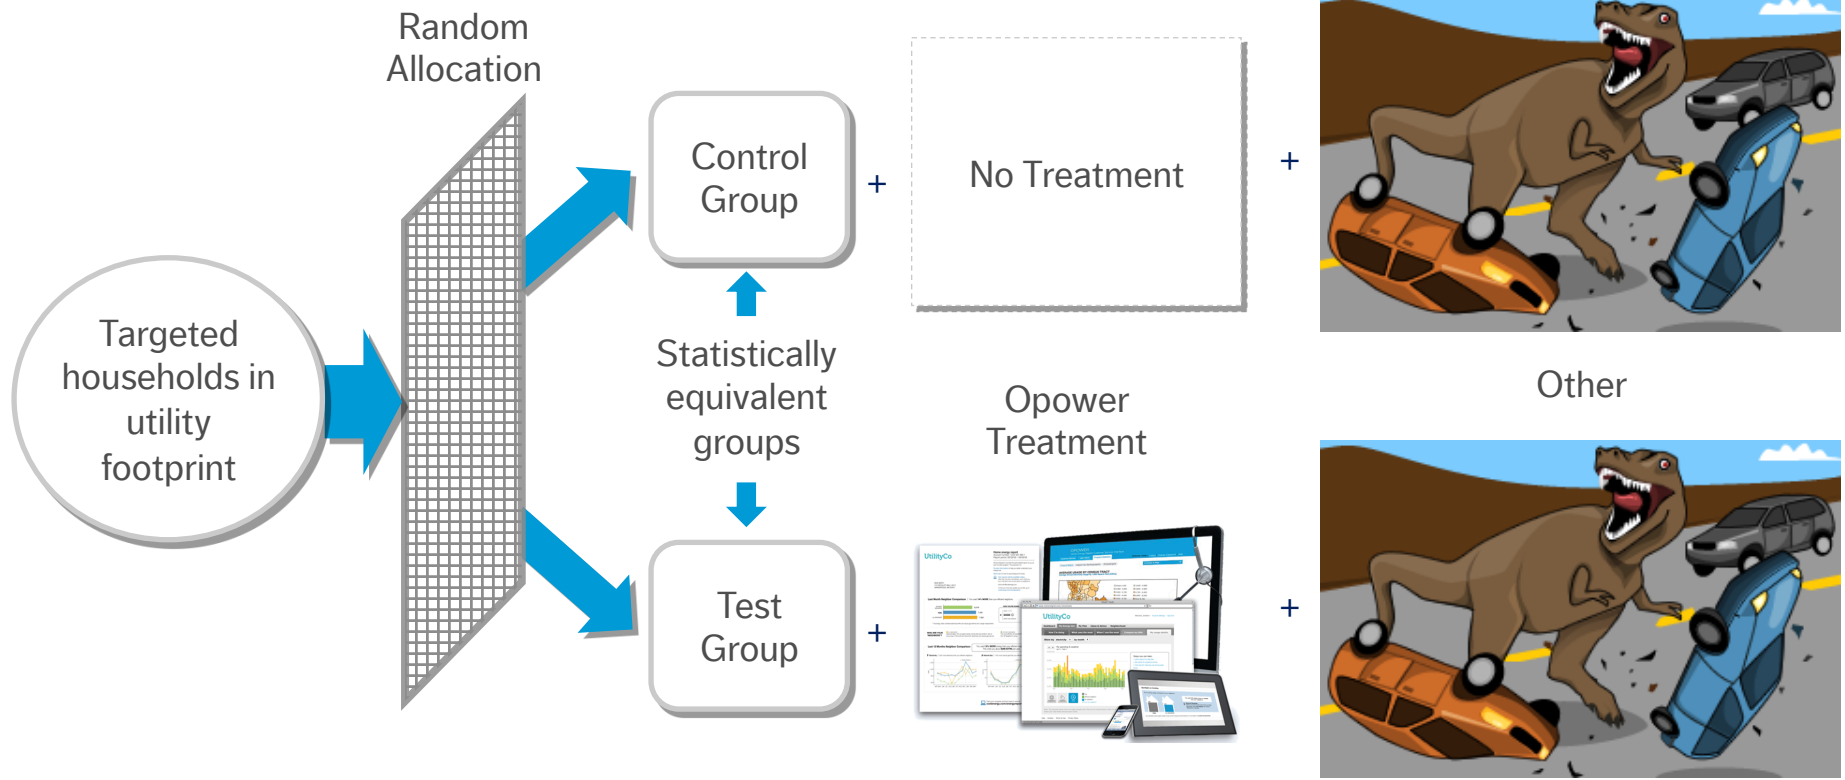 Random
Allocation
Control
Group
+
No Treatment
+
Targeted
households in
utility
footprint
Statistically
equivalent
groups
Opower
Treatment
Other
Test
Group
+
UtilityCo
UtilityCo
+